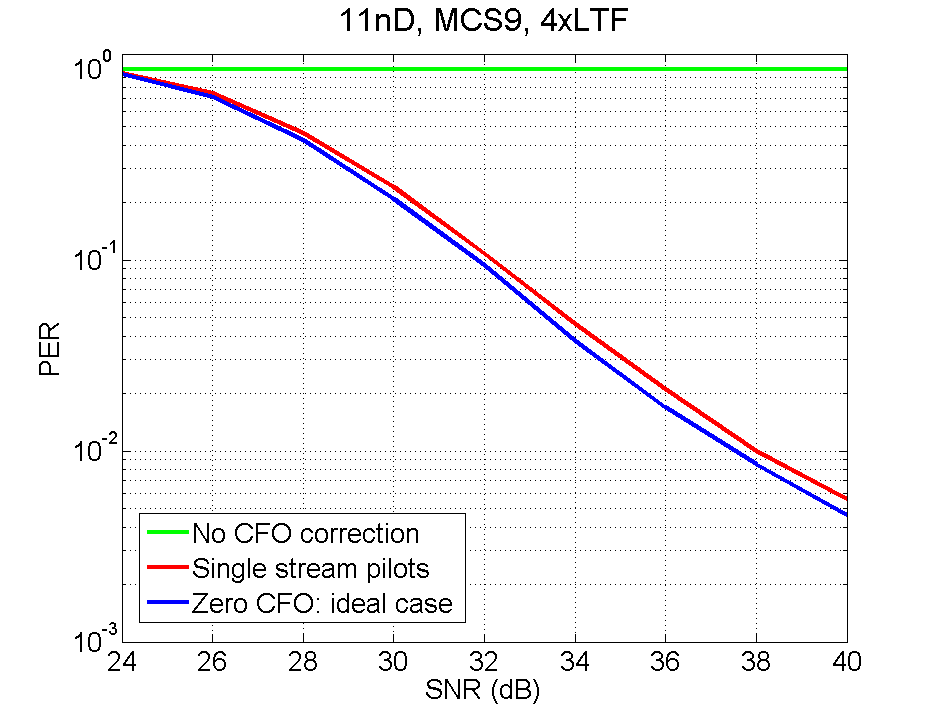 11nD, MCS9, 4xLTF
10^0
10^-1
10^-2
10^-3
PER
No CFO correction
Single stream pilots
Zero CFO: ideal case
24 26 28 30 32 34 36 38 40
SNR (dB)